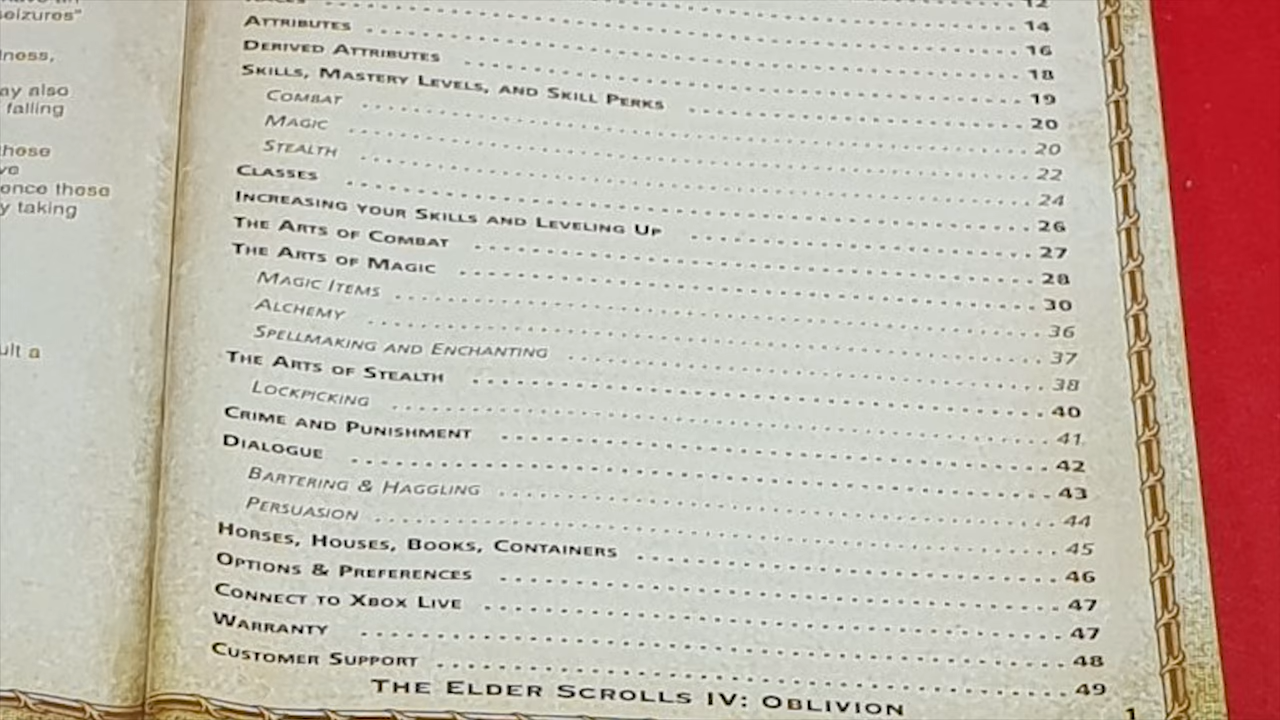 seizures"
ness,
ay also
falling
hese
ve
ence these
y taking
ult a
14
16
ATTRIBUTES 18
DERIVED ATTRIBUTES 19
SKILLS, MASTERY LEVELS, AND SKILL PERKS 20
COMBAT 20
MAGIC 22
STEALTH 24
CLASSES 26
INCREASING YOUR SKILLS AND LEVELING UP 27
THE ARTS OF COMBAT 28
THE ARTS OF MAGIC 30
MAGIC ITEMS 36
ALCHEMY 37
SPELLMAKING AND ENCHANTING 38
THE ARTS OF STEALTH 40
LOCKPICKING 41
CRIME AND PUNISHMENT 42
DIALOGUE 43
BARTERING & HAGGLING 44
PERSUASION 45
HORSES, HOUSES, BOOKS, CONTAINERS 46
OPTIONS & PREFERENCES 47
CONNECT TO XBOX LIVE 47
WARRANTY 48
CUSTOMER SUPPORT 49
THE ELDER SCROLLS IV: OBLIVION 1